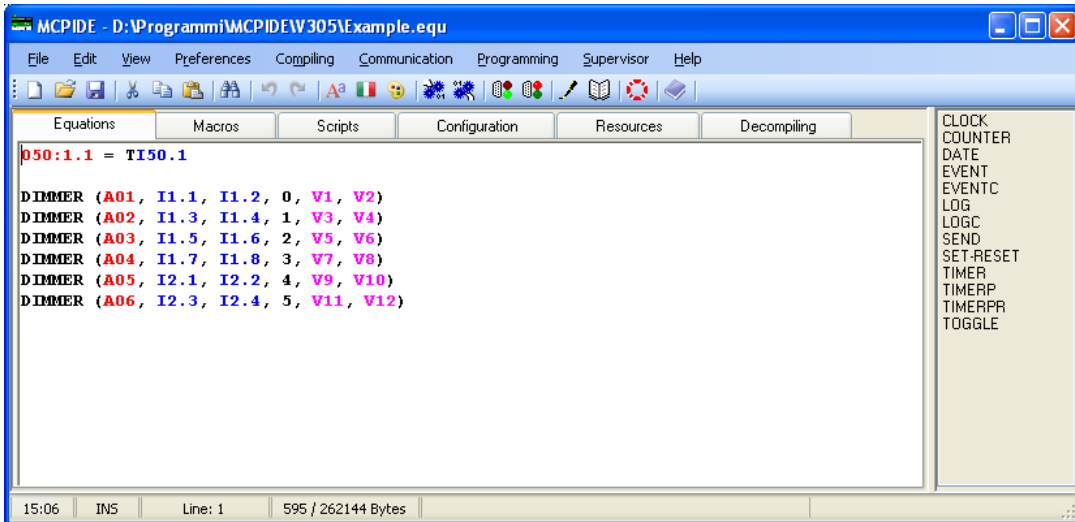 MCPIDE - D:\Programmi\MCPIDE\V305\Example.equ
File Edit View Preferences Compiling Communication Programming Supervisor Help
Equations Macros Scripts Configuration Resources Decompiling
O50:1.1 = TI50.1
DIMMER (A01, I1.1, I1.2, 0, V1, V2)
DIMMER (A02, I1.3, I1.4, 1, V3, V4)
DIMMER (A03, I1.5, I1.6, 2, V5, V6)
DIMMER (A04, I1.7, I1.8, 3, V7, V8)
DIMMER (A05, I2.1, I2.2, 4, V9, V10)
DIMMER (A06, I2.3, I2.4, 5, V11, V12)
CLOCK
COUNTER
DATE
EVENT
EVENTC
LOG
LOGC
SEND
SET-RESET
TIMER
TIMERP
TIMERPR
TOGGLE
15:06 INS Line: 1 595 / 262144 Bytes